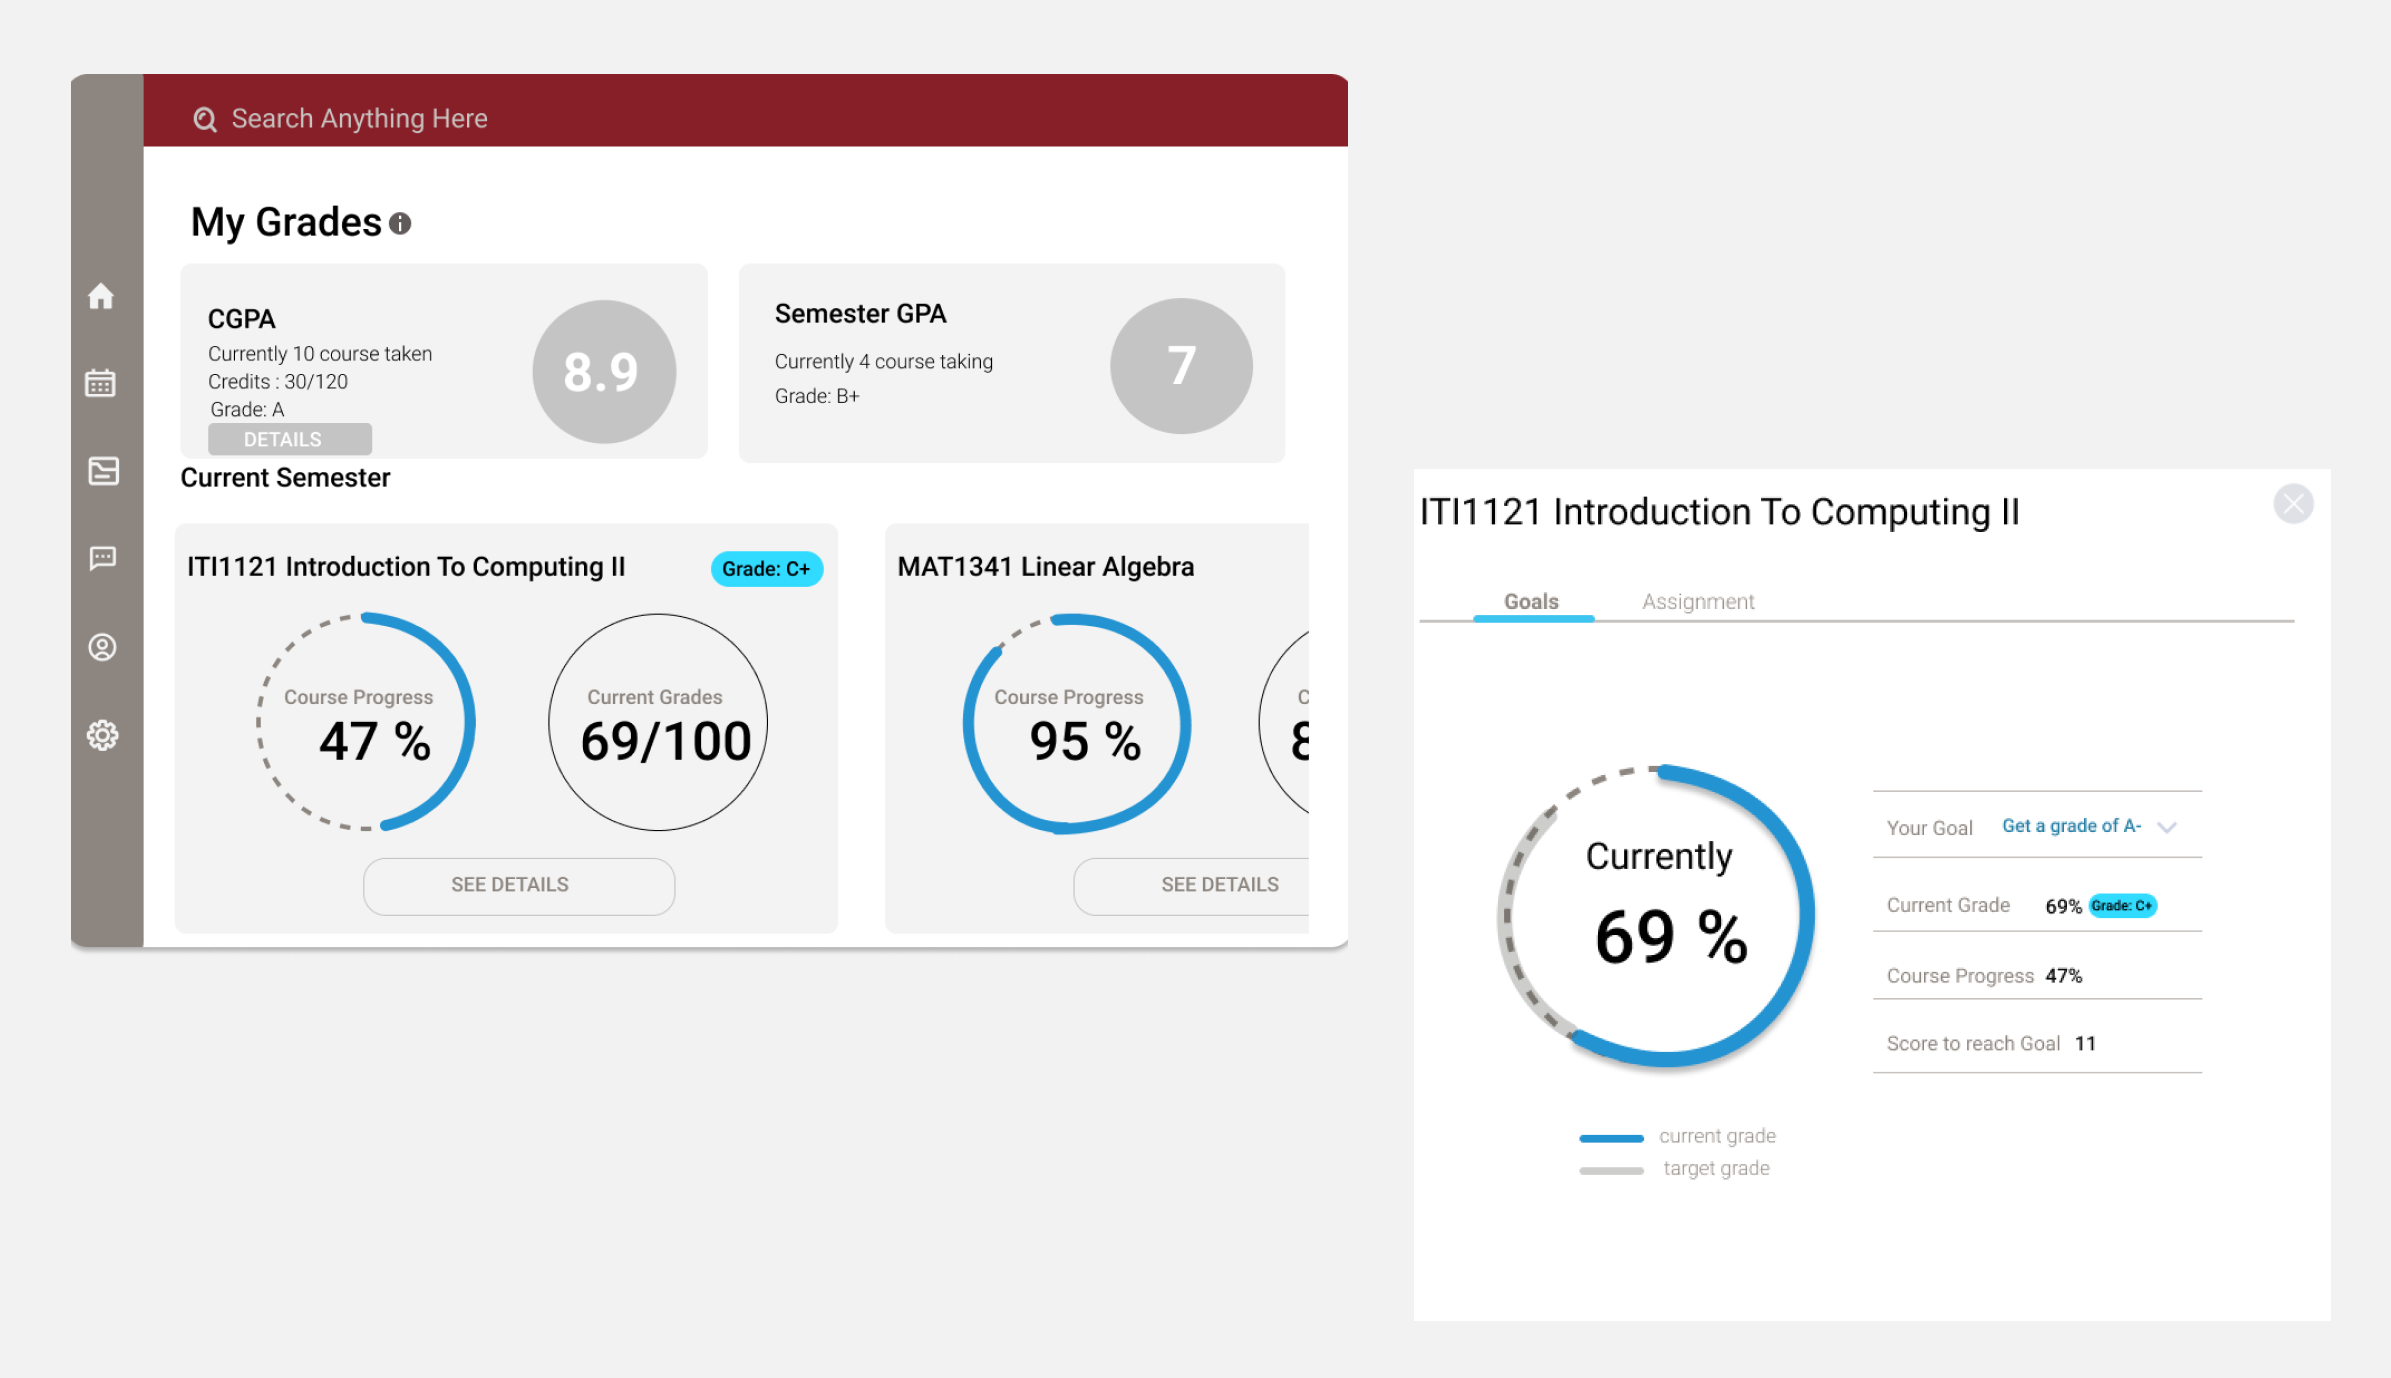 Search Anything Here
My Grades
CGPA
Currently 10 course taken
Credits : 30/120
Grade: A
DETAILS
8.9
Semester GPA
Currently 4 course taking
Grade: B+
7
Current Semester
ITI1121 Introduction To Computing II
Grade: C+
Course Progress
47 %
Current Grades
69/100
SEE DETAILS
MAT1341 Linear Algebra
Course Progress
95 %
C
8
SEE DETAILS
ITI1121 Introduction To Computing II
Goals
Assignment
Currently
69 %
Your Goal Get a grade of A-
Current Grade 69% Grade: C+
Course Progress 47%
Score to reach Goal 11
current grade
target grade